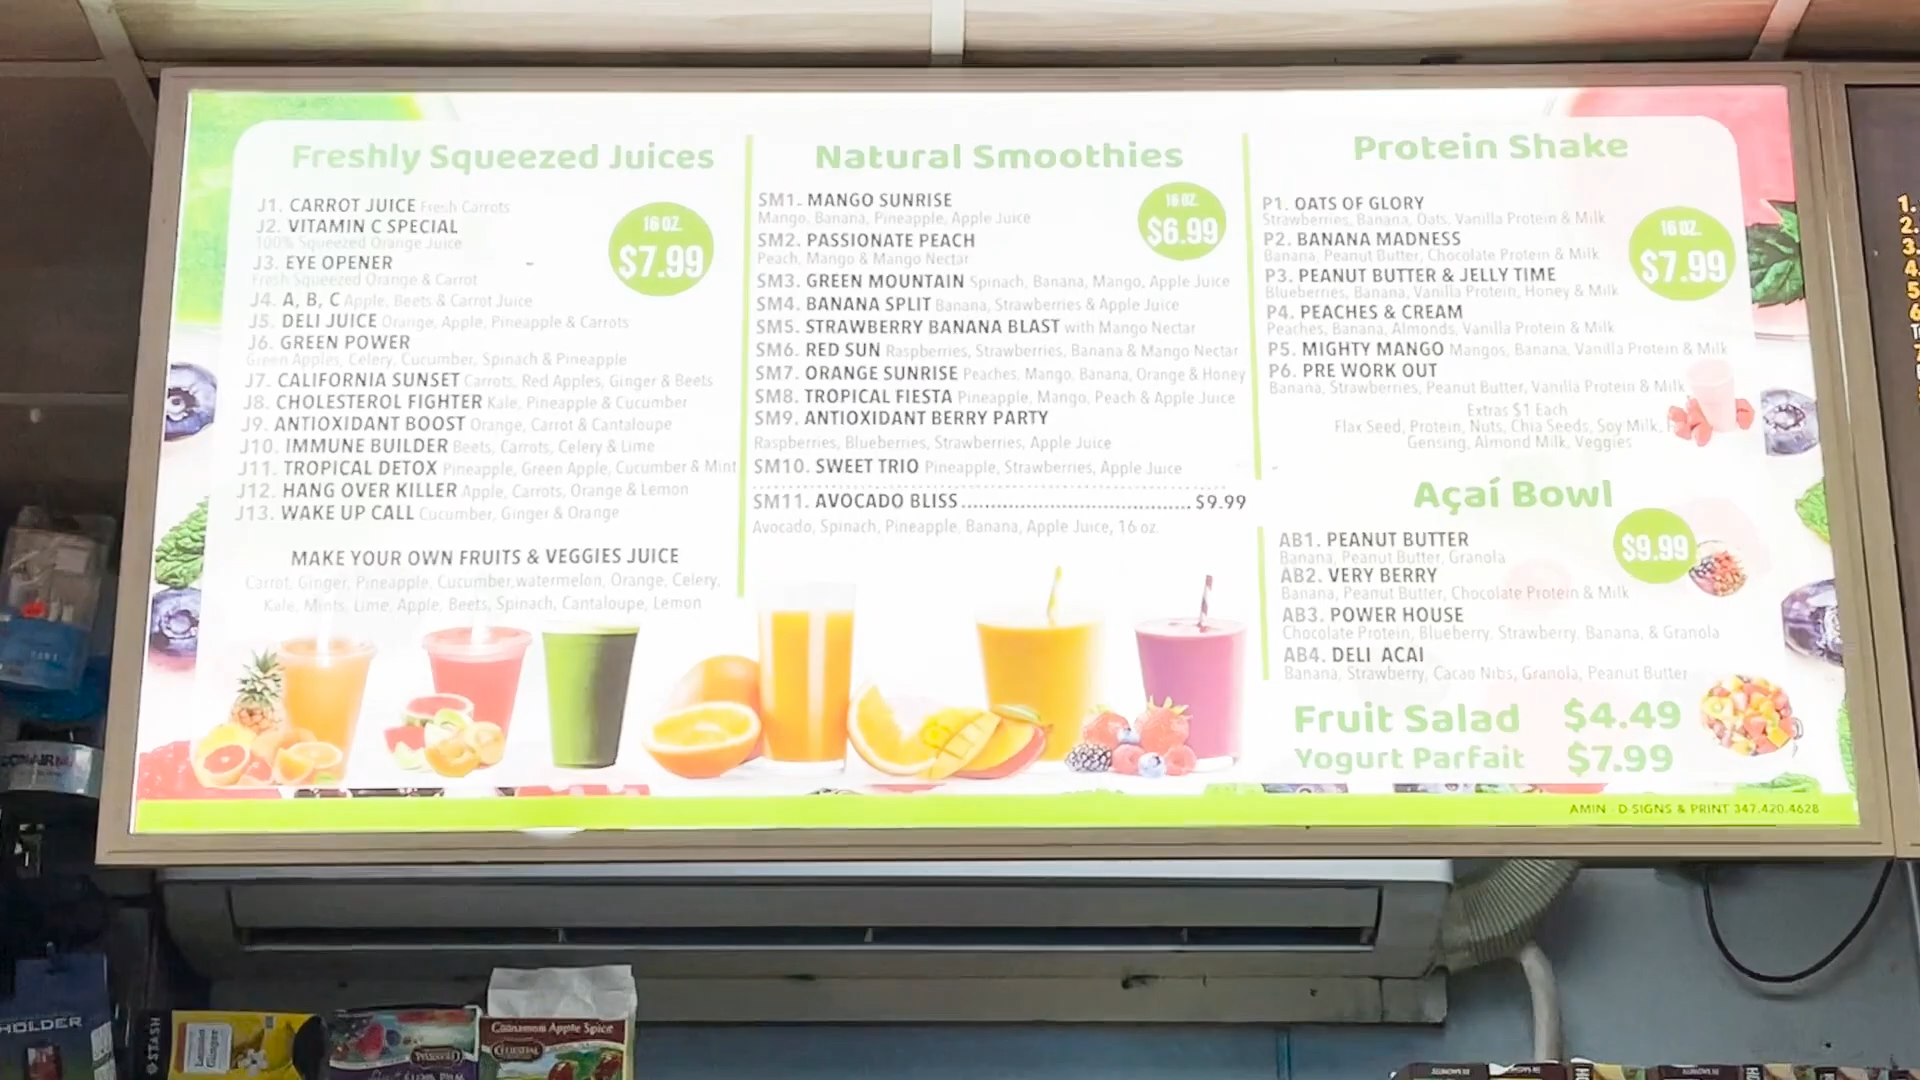 Freshly Squeezed Juices
16 OZ.
$7.99
J1. CARROT JUICE Fresh Carrots
J2. VITAMIN C SPECIAL
100% Squeezed Orange Juice
J3. EYE OPENER
Fresh Squeezed Orange & Carrot
J4. A, B, C Apple, Beets & Carrot Juice
J5. DELI JUICE Orange, Apple, Pineapple & Carrots
J6. GREEN POWER
Green Apples, Celery, Cucumber, Spinach & Pineapple
J7. CALIFORNIA SUNSET Carrots, Red Apples, Ginger & Beets
J8. CHOLESTEROL FIGHTER Kale, Pineapple & Cucumber
J9. ANTIOXIDANT BOOST Orange, Carrot & Cantaloupe
J10. IMMUNE BUILDER Beets, Carrots, Celery & Lime
J11. TROPICAL DETOX Pineapple, Green Apple, Cucumber & Mint
J12. HANG OVER KILLER Apple, Carrots, Orange & Lemon
J13. WAKE UP CALL Cucumber, Ginger & Orange
MAKE YOUR OWN FRUITS & VEGGIES JUICE
Carrot, Ginger, Pineapple, Cucumber, watermelon, Orange, Celery,
Kale, Mints, Lime, Apple, Beets, Spinach, Cantaloupe, Lemon
Natural Smoothies
16 OZ.
$6.99
SM1. MANGO SUNRISE
Mango, Banana, Pineapple, Apple Juice
SM2. PASSIONATE PEACH
Peach, Mango & Mango Nectar
SM3. GREEN MOUNTAIN Spinach, Banana, Mango, Apple Juice
SM4. BANANA SPLIT Banana, Strawberries & Apple Juice
SM5. STRAWBERRY BANANA BLAST with Mango Nectar
SM6. RED SUN Raspberries, Strawberries, Banana & Mango Nectar
SM7. ORANGE SUNRISE Peaches, Mango, Banana, Orange & Honey
SM8. TROPICAL FIESTA Pineapple, Mango, Peach & Apple Juice
SM9. ANTIOXIDANT BERRY PARTY
Raspberries, Blueberries, Strawberries, Apple Juice
SM10. SWEET TRIO Pineapple, Strawberries, Apple Juice
SM11. AVOCADO BLISS........................................$9.99
Avocado, Spinach, Pineapple, Banana, Apple Juice, 16 oz.
Protein Shake
16 OZ.
$7.99
P1. OATS OF GLORY
Strawberries, Banana, Oats, Vanilla Protein & Milk
P2. BANANA MADNESS
Banana, Peanut Butter, Chocolate Protein & Milk
P3. PEANUT BUTTER & JELLY TIME
Blueberries, Banana, Vanilla Protein, Honey & Milk
P4. PEACHES & CREAM
Peaches, Banana, Almonds, Vanilla Protein & Milk
P5. MIGHTY MANGO Mangos, Banana, Vanilla Protein & Milk
P6. PRE WORK OUT
Banana, Strawberries, Peanut Butter, Vanilla Protein & Milk
Extras $1 Each
Flax Seed, Protein, Nuts, Chia Seeds, Soy Milk,
Gensing, Almond Milk, Veggies
Açaí Bowl
$9.99
AB1. PEANUT BUTTER
Banana, Peanut Butter, Granola
AB2. VERY BERRY
Banana, Peanut Butter, Chocolate Protein & Milk
AB3. POWER HOUSE
Chocolate Protein, Blueberry, Strawberry, Banana, & Granola
AB4. DELI ACAI
Banana, Strawberry, Cacao Nibs, Granola, Peanut Butter
Fruit Salad $4.49
Yogurt Parfait $7.99
AMIN D-SIGNS & PRINT 347.420.4628
1.
2.
3.
HOLDER
STASH
Lemon
Ginger
Cinnamon Apple Spice
CELESTIAL